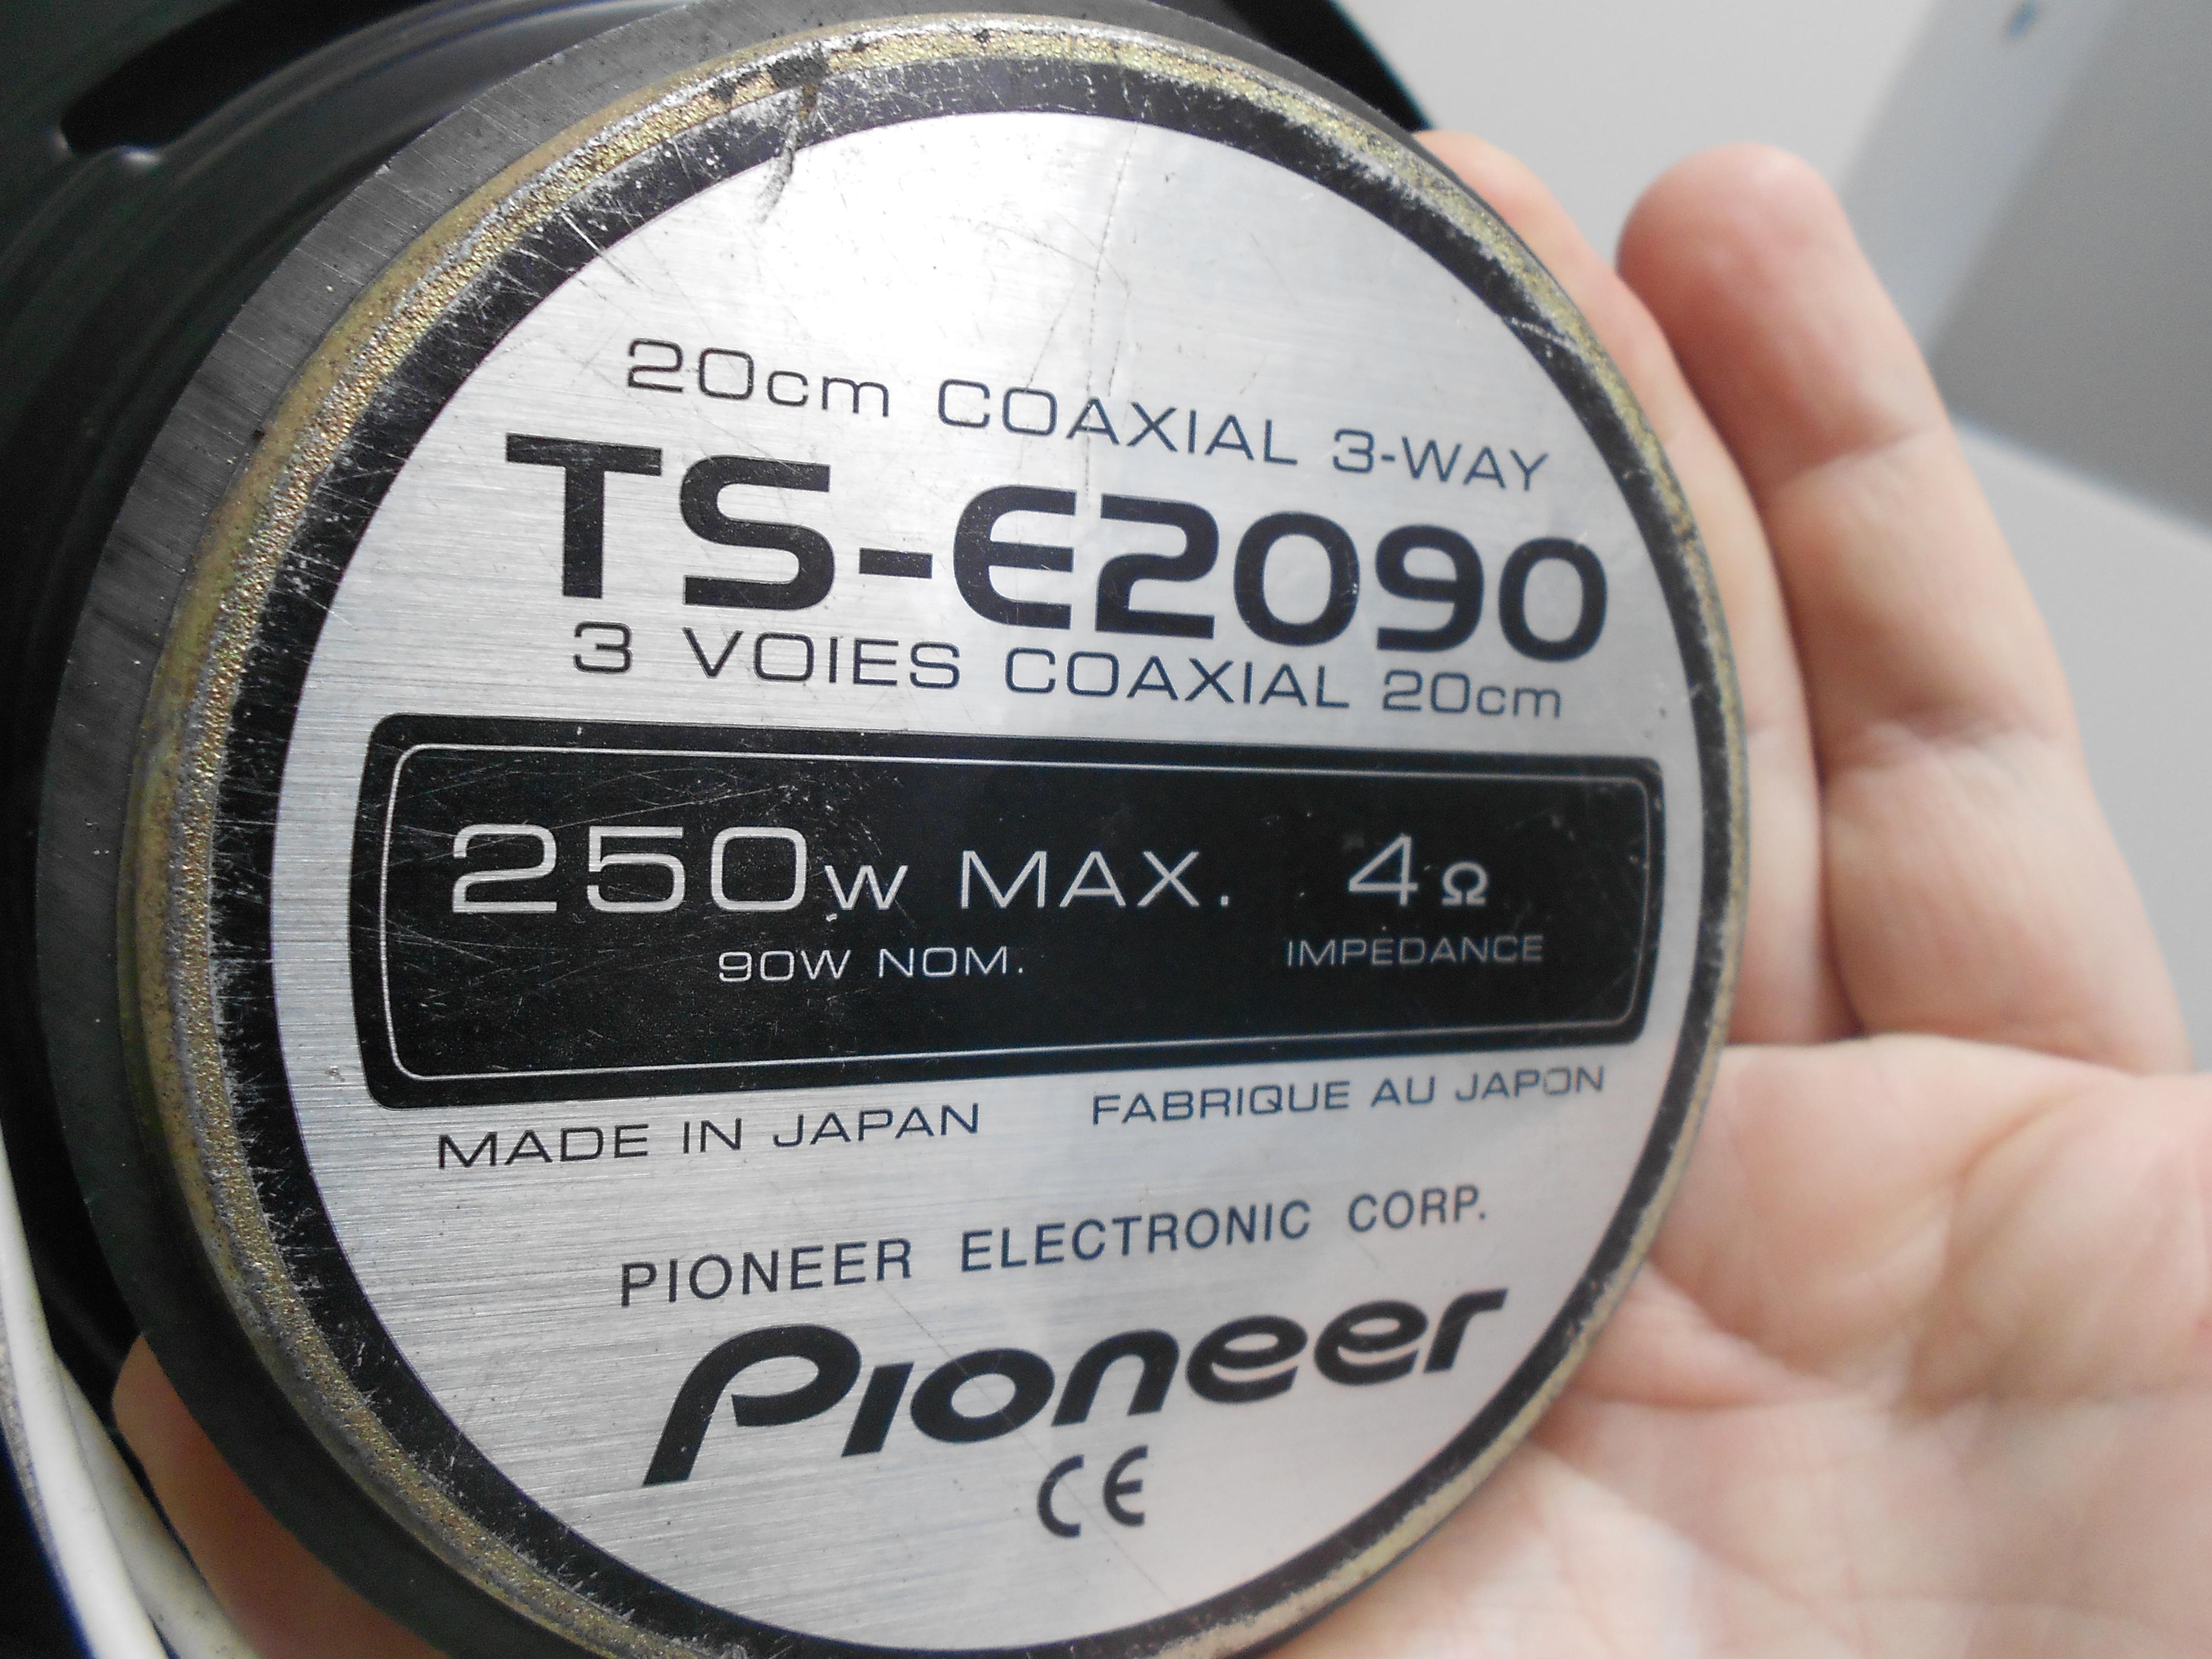 20cm COAXIAL 3-WAY
TS-E2090
3 VOIES COAXIAL 20cm
250W MAX. 4Ω
90W NOM. IMPEDANCE
MADE IN JAPAN FABRIQUE AU JAPON
PIONEER ELECTRONIC CORP.
Pioneer
CE